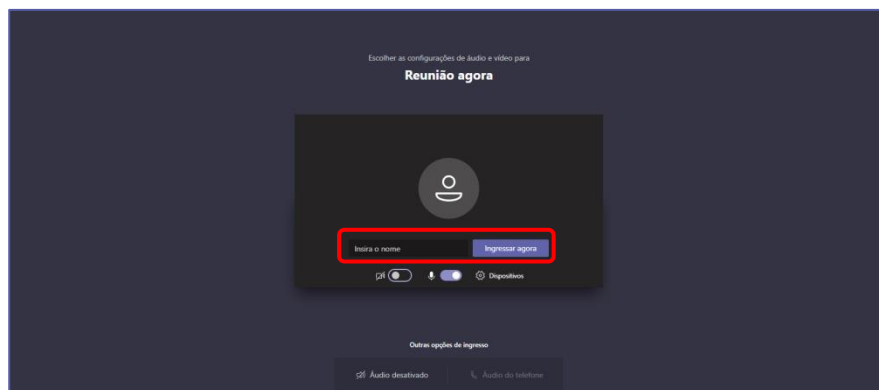 Escolher as configurações de áudio e vídeo para
Reunião agora
Insira o nome
Ingressar agora
Dispositivos
Outras opções de ingresso
Áudio desativado
Áudio do telefone